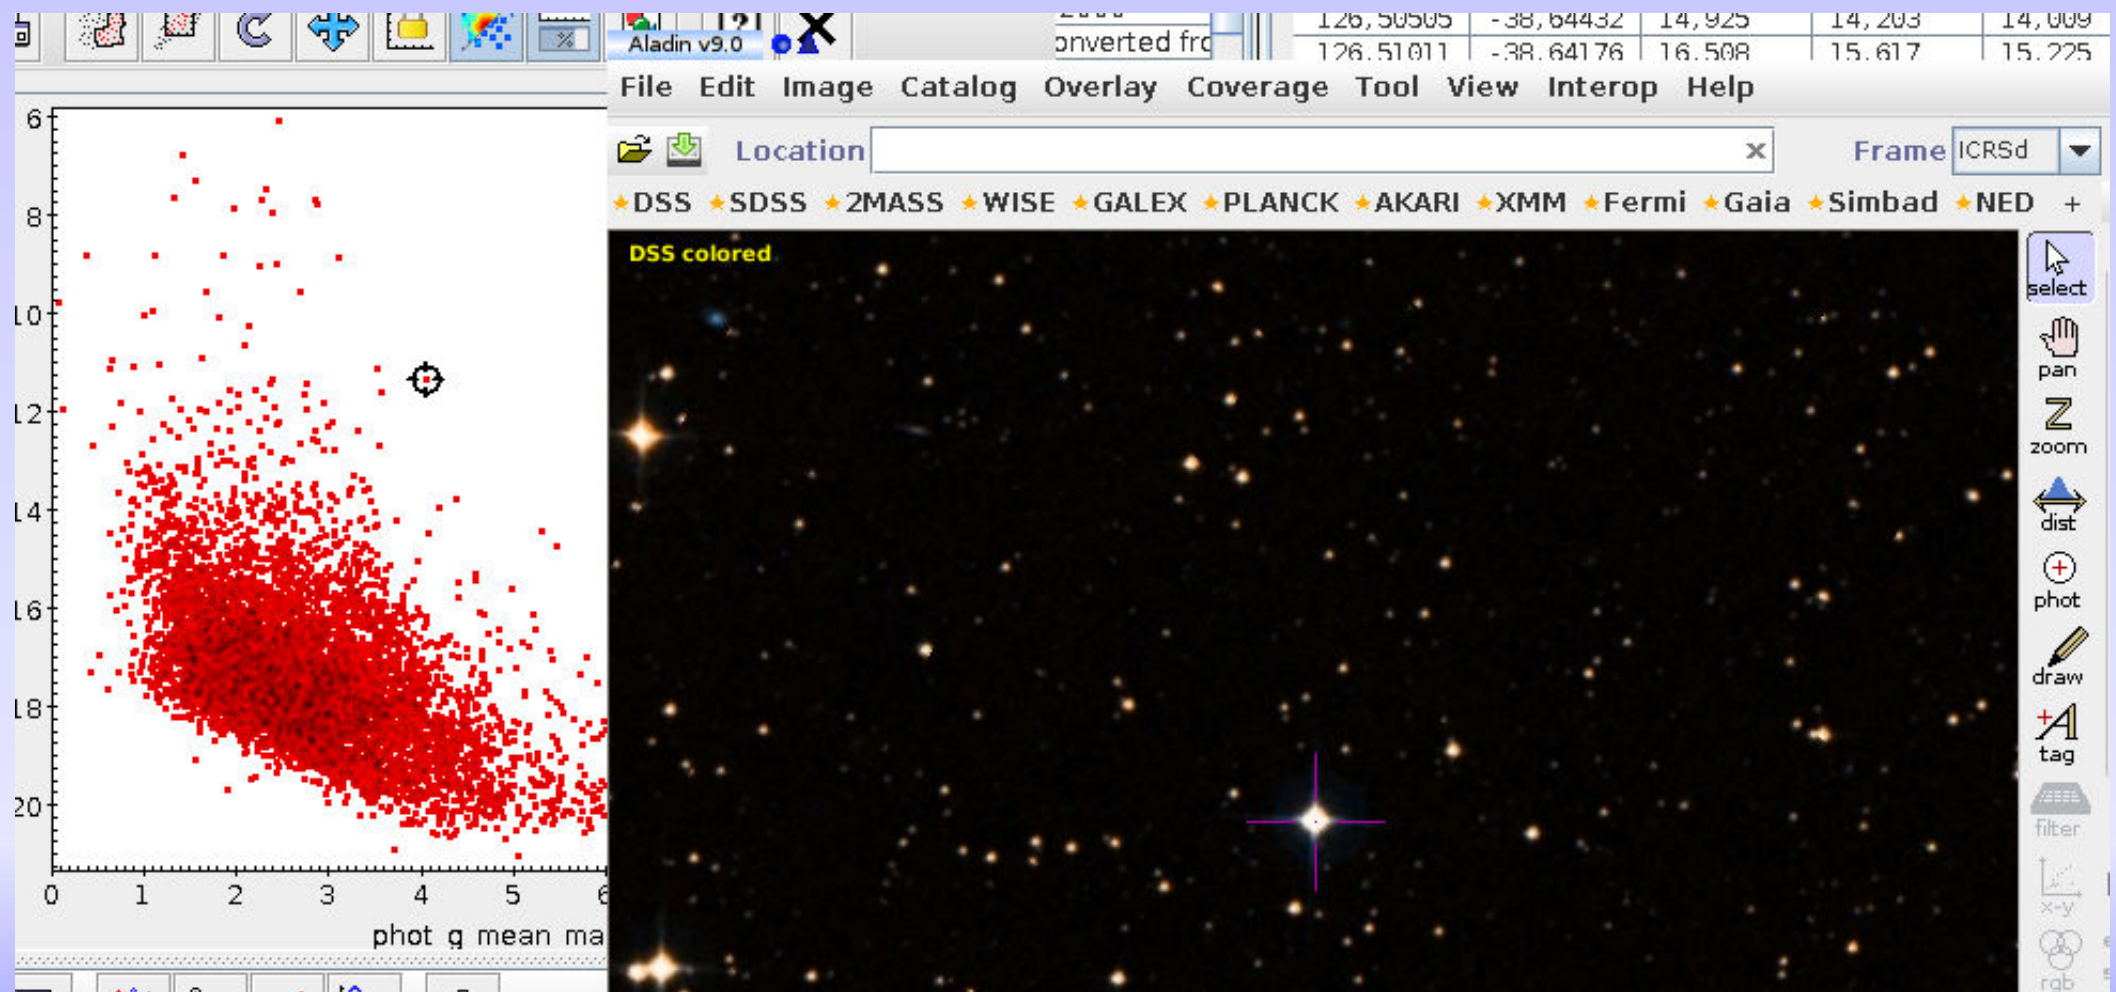 126,50505 -38,64432 14,925 14,203 14,009
Aladin v9.0
onverted frc
126.51011 -38.64176 16.508 15.617 15.225
File Edit Image Catalog Overlay Coverage Tool View Interop Help
Location
Frame ICRSd
DSS SDSS 2MASS WISE GALEX PLANCK AKARI XMM Fermi Gaia Simbad NED +
DSS colored
select
pan
zoom
dist
phot
draw
tag
filter
x-y
rgb
6
8
10
12
14
16
18
20
0 1 2 3 4 5 6
phot g mean ma